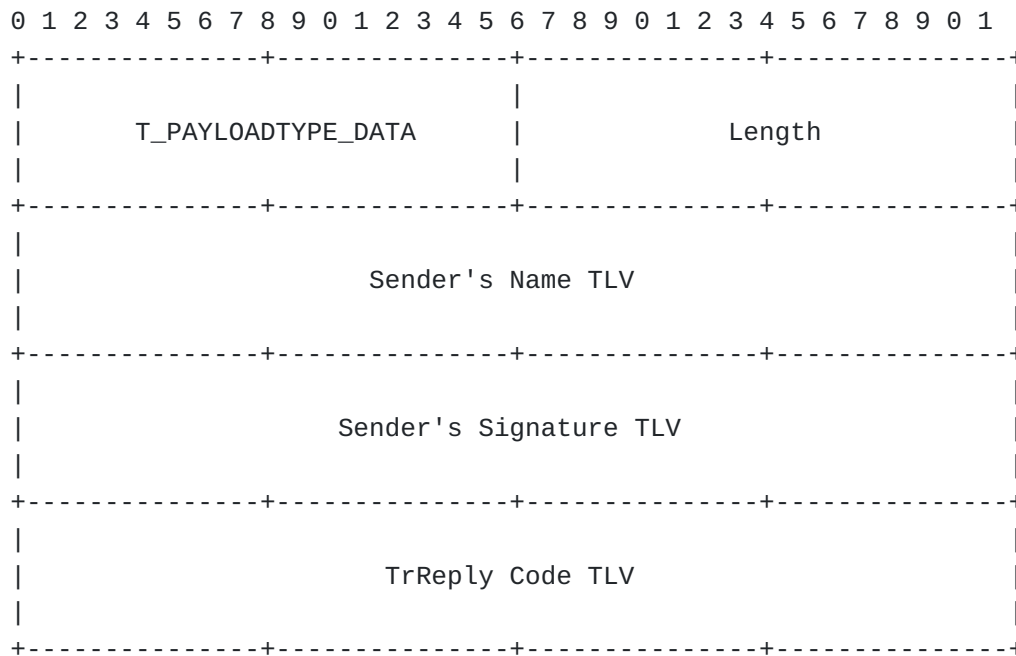 0 1 2 3 4 5 6 7 8 9 0 1 2 3 4 5 6 7 8 9 0 1 2 3 4 5 6 7 8 9 0 1
+---------------+---------------+---------------+---------------+
| | |
| T_PAYLOADTYPE_DATA | Length |
| | |
+---------------+---------------+---------------+---------------+
| |
| Sender's Name TLV |
| |
+---------------+---------------+---------------+---------------+
| |
| Sender's Signature TLV |
| |
+---------------+---------------+---------------+---------------+
| |
| TrReply Code TLV |
| |
+---------------+---------------+---------------+---------------+